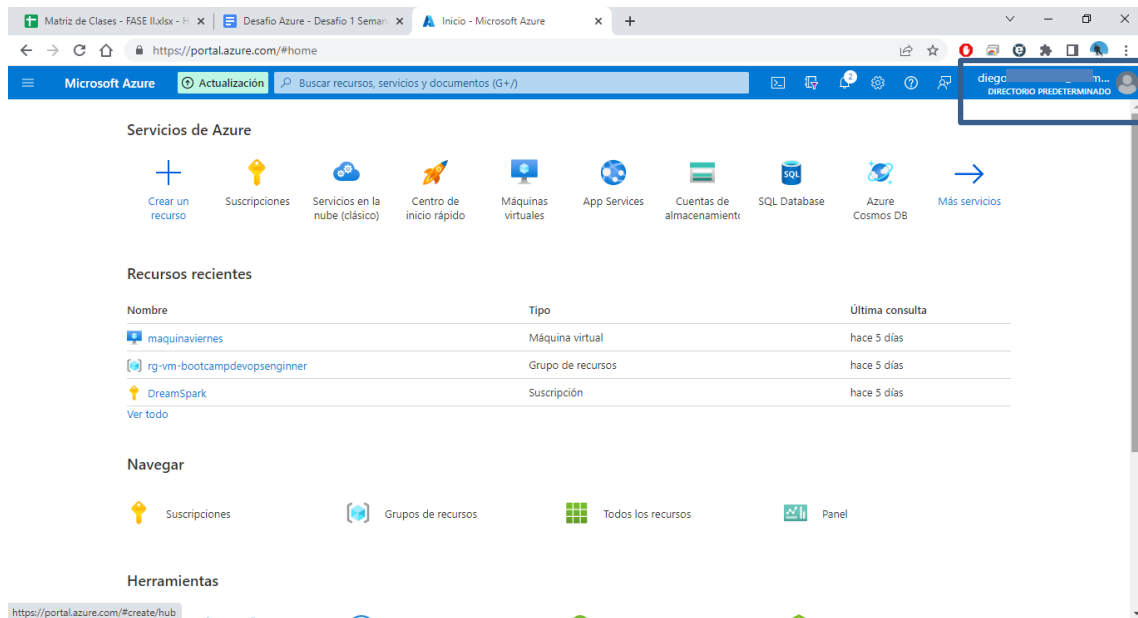 Matriz de Clases - FASE II.xlsx - H
Desafio Azure - Desafio 1 Seman
Inicio - Microsoft Azure
https://portal.azure.com/#home
Microsoft Azure
Actualización
Buscar recursos, servicios y documentos (G+/)
2
diego m...
DIRECTORIO PREDETERMINADO
Servicios de Azure
Crear un
recurso
Suscripciones
Servicios en la
nube (clásico)
Centro de
inicio rápido
Máquinas
virtuales
App Services
Cuentas de
almacenamiento
SQL
SQL Database
Azure
Cosmos DB
Más servicios
Recursos recientes
Nombre Tipo Última consulta
maquinaviernes Máquina virtual hace 5 días
rg-vm-bootcampdevopsenginner Grupo de recursos hace 5 días
DreamSpark Suscripción hace 5 días
Ver todo
Navegar
Suscripciones Grupos de recursos Todos los recursos Panel
Herramientas
https://portal.azure.com/#create/hub